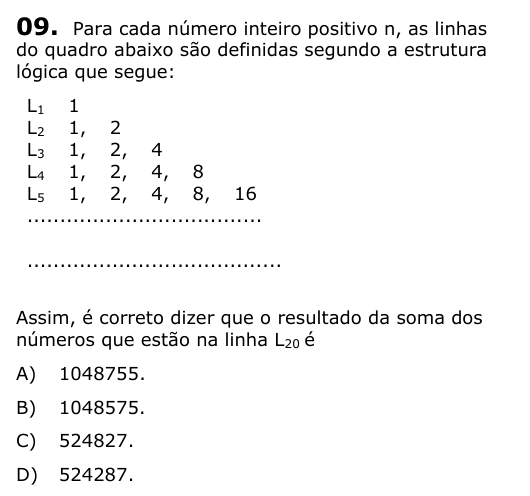 09. Para cada número inteiro positivo n, as linhas
do quadro abaixo são definidas segundo a estrutura
lógica que segue:
L₁ 1
L₂ 1, 2
L₃ 1, 2, 4
L₄ 1, 2, 4, 8
L₅ 1, 2, 4, 8, 16
....................................
.......................................
Assim, é correto dizer que o resultado da soma dos
números que estão na linha L₂₀ é
A) 1048755.
B) 1048575.
C) 524827.
D) 524287.